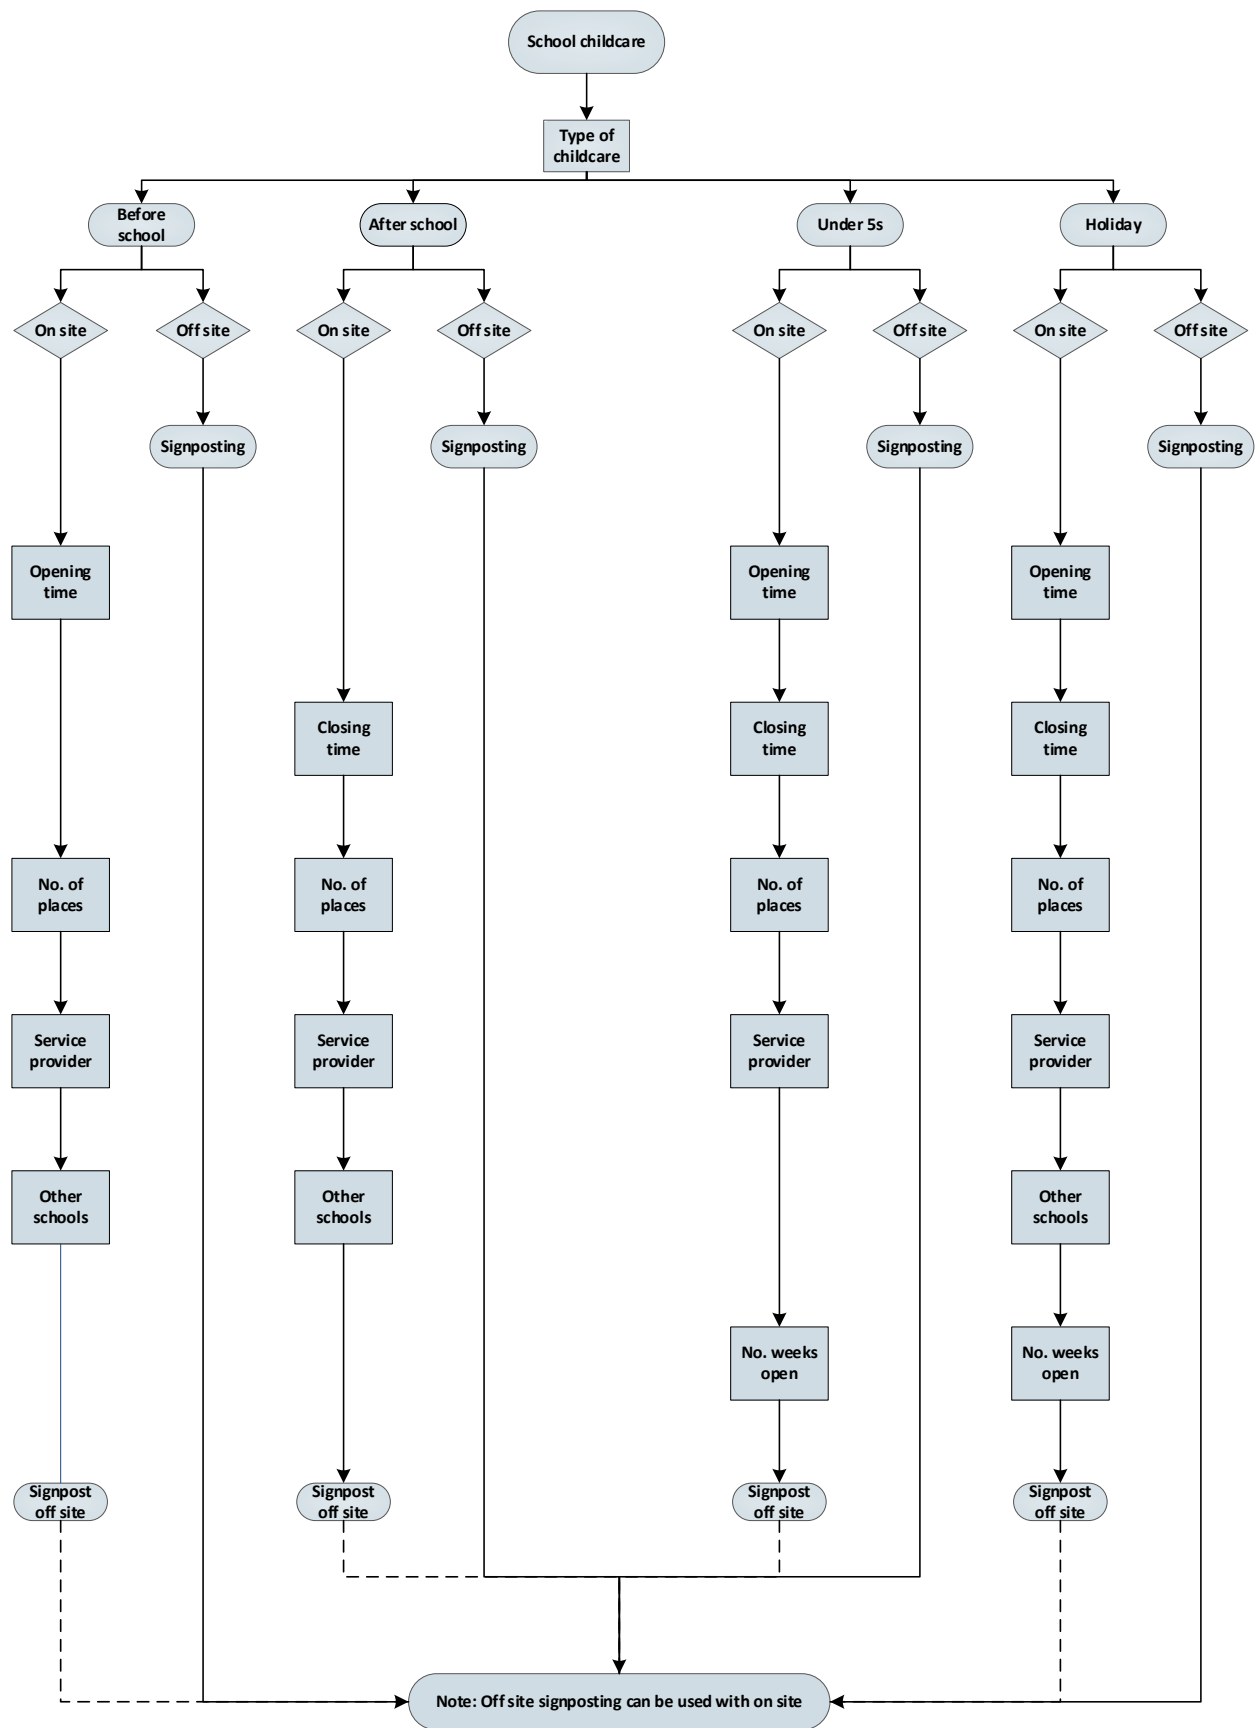 School childcare
Type of
childcare
Before
school
After school
Under 5s
Holiday
On site
Off site
On site
Off site
On site
Off site
On site
Off site
Signposting
Signposting
Signposting
Signposting
Opening
time
Opening
time
Opening
time
Closing
time
Closing
time
Closing
time
No. of
places
No. of
places
No. of
places
No. of
places
Service
provider
Service
provider
Service
provider
Service
provider
Other
schools
Other
schools
Other
schools
No. weeks
open
No. weeks
open
Signpost
off site
Signpost
off site
Signpost
off site
Signpost
off site
Note: Off site signposting can be used with on site